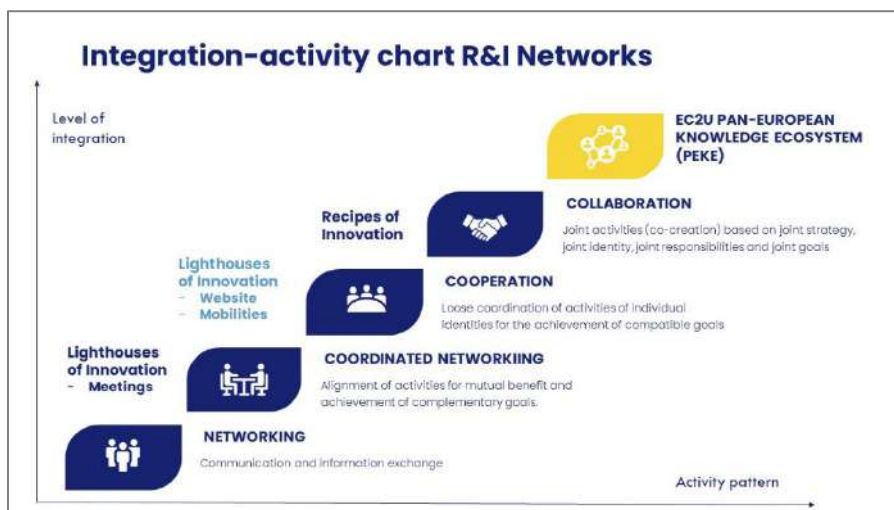 Integration-activity chart R&I Networks
Level of
integration
EC2U PAN-EUROPEAN
KNOWLEDGE ECOSYSTEM
(PEKE)
Recipes of
Innovation
COLLABORATION
Joint activities (co-creation) based on joint strategy,
joint identity, joint responsibilities and joint goals
Lighthouses
of Innovation
- Website
- Mobilities
COOPERATION
Loose coordination of activities of individual
identities for the achievement of compatible goals
Lighthouses
of Innovation
- Meetings
COORDINATED NETWORKIING
Alignment of activities for mutual benefit and
achievement of complementary goals.
NETWORKING
Communication and information exchange
Activity pattern